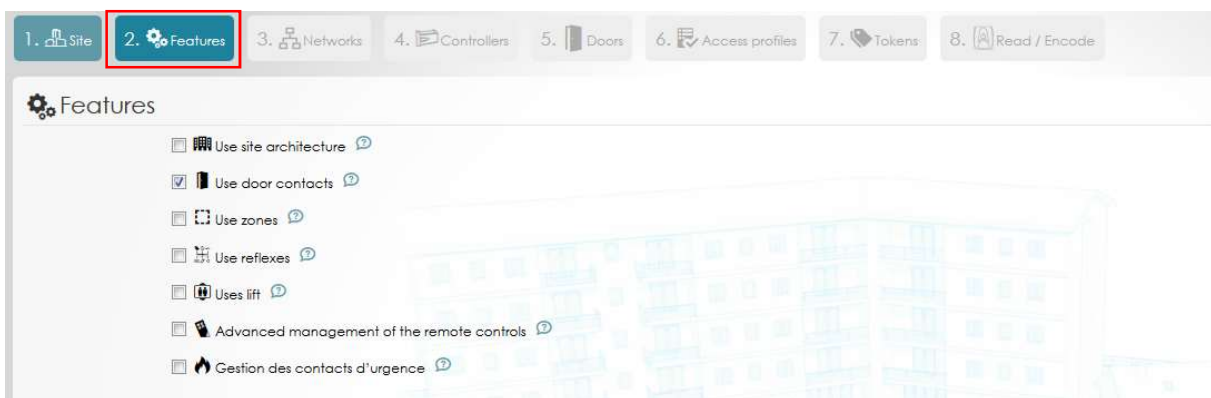 1. Site 2. Features 3. Networks 4. Controllers 5. Doors 6. Access profiles 7. Tokens 8. Read / Encode
Features
Use site architecture
Use door contacts
Use zones
Use reflexes
Uses lift
Advanced management of the remote controls
Gestion des contacts d'urgence